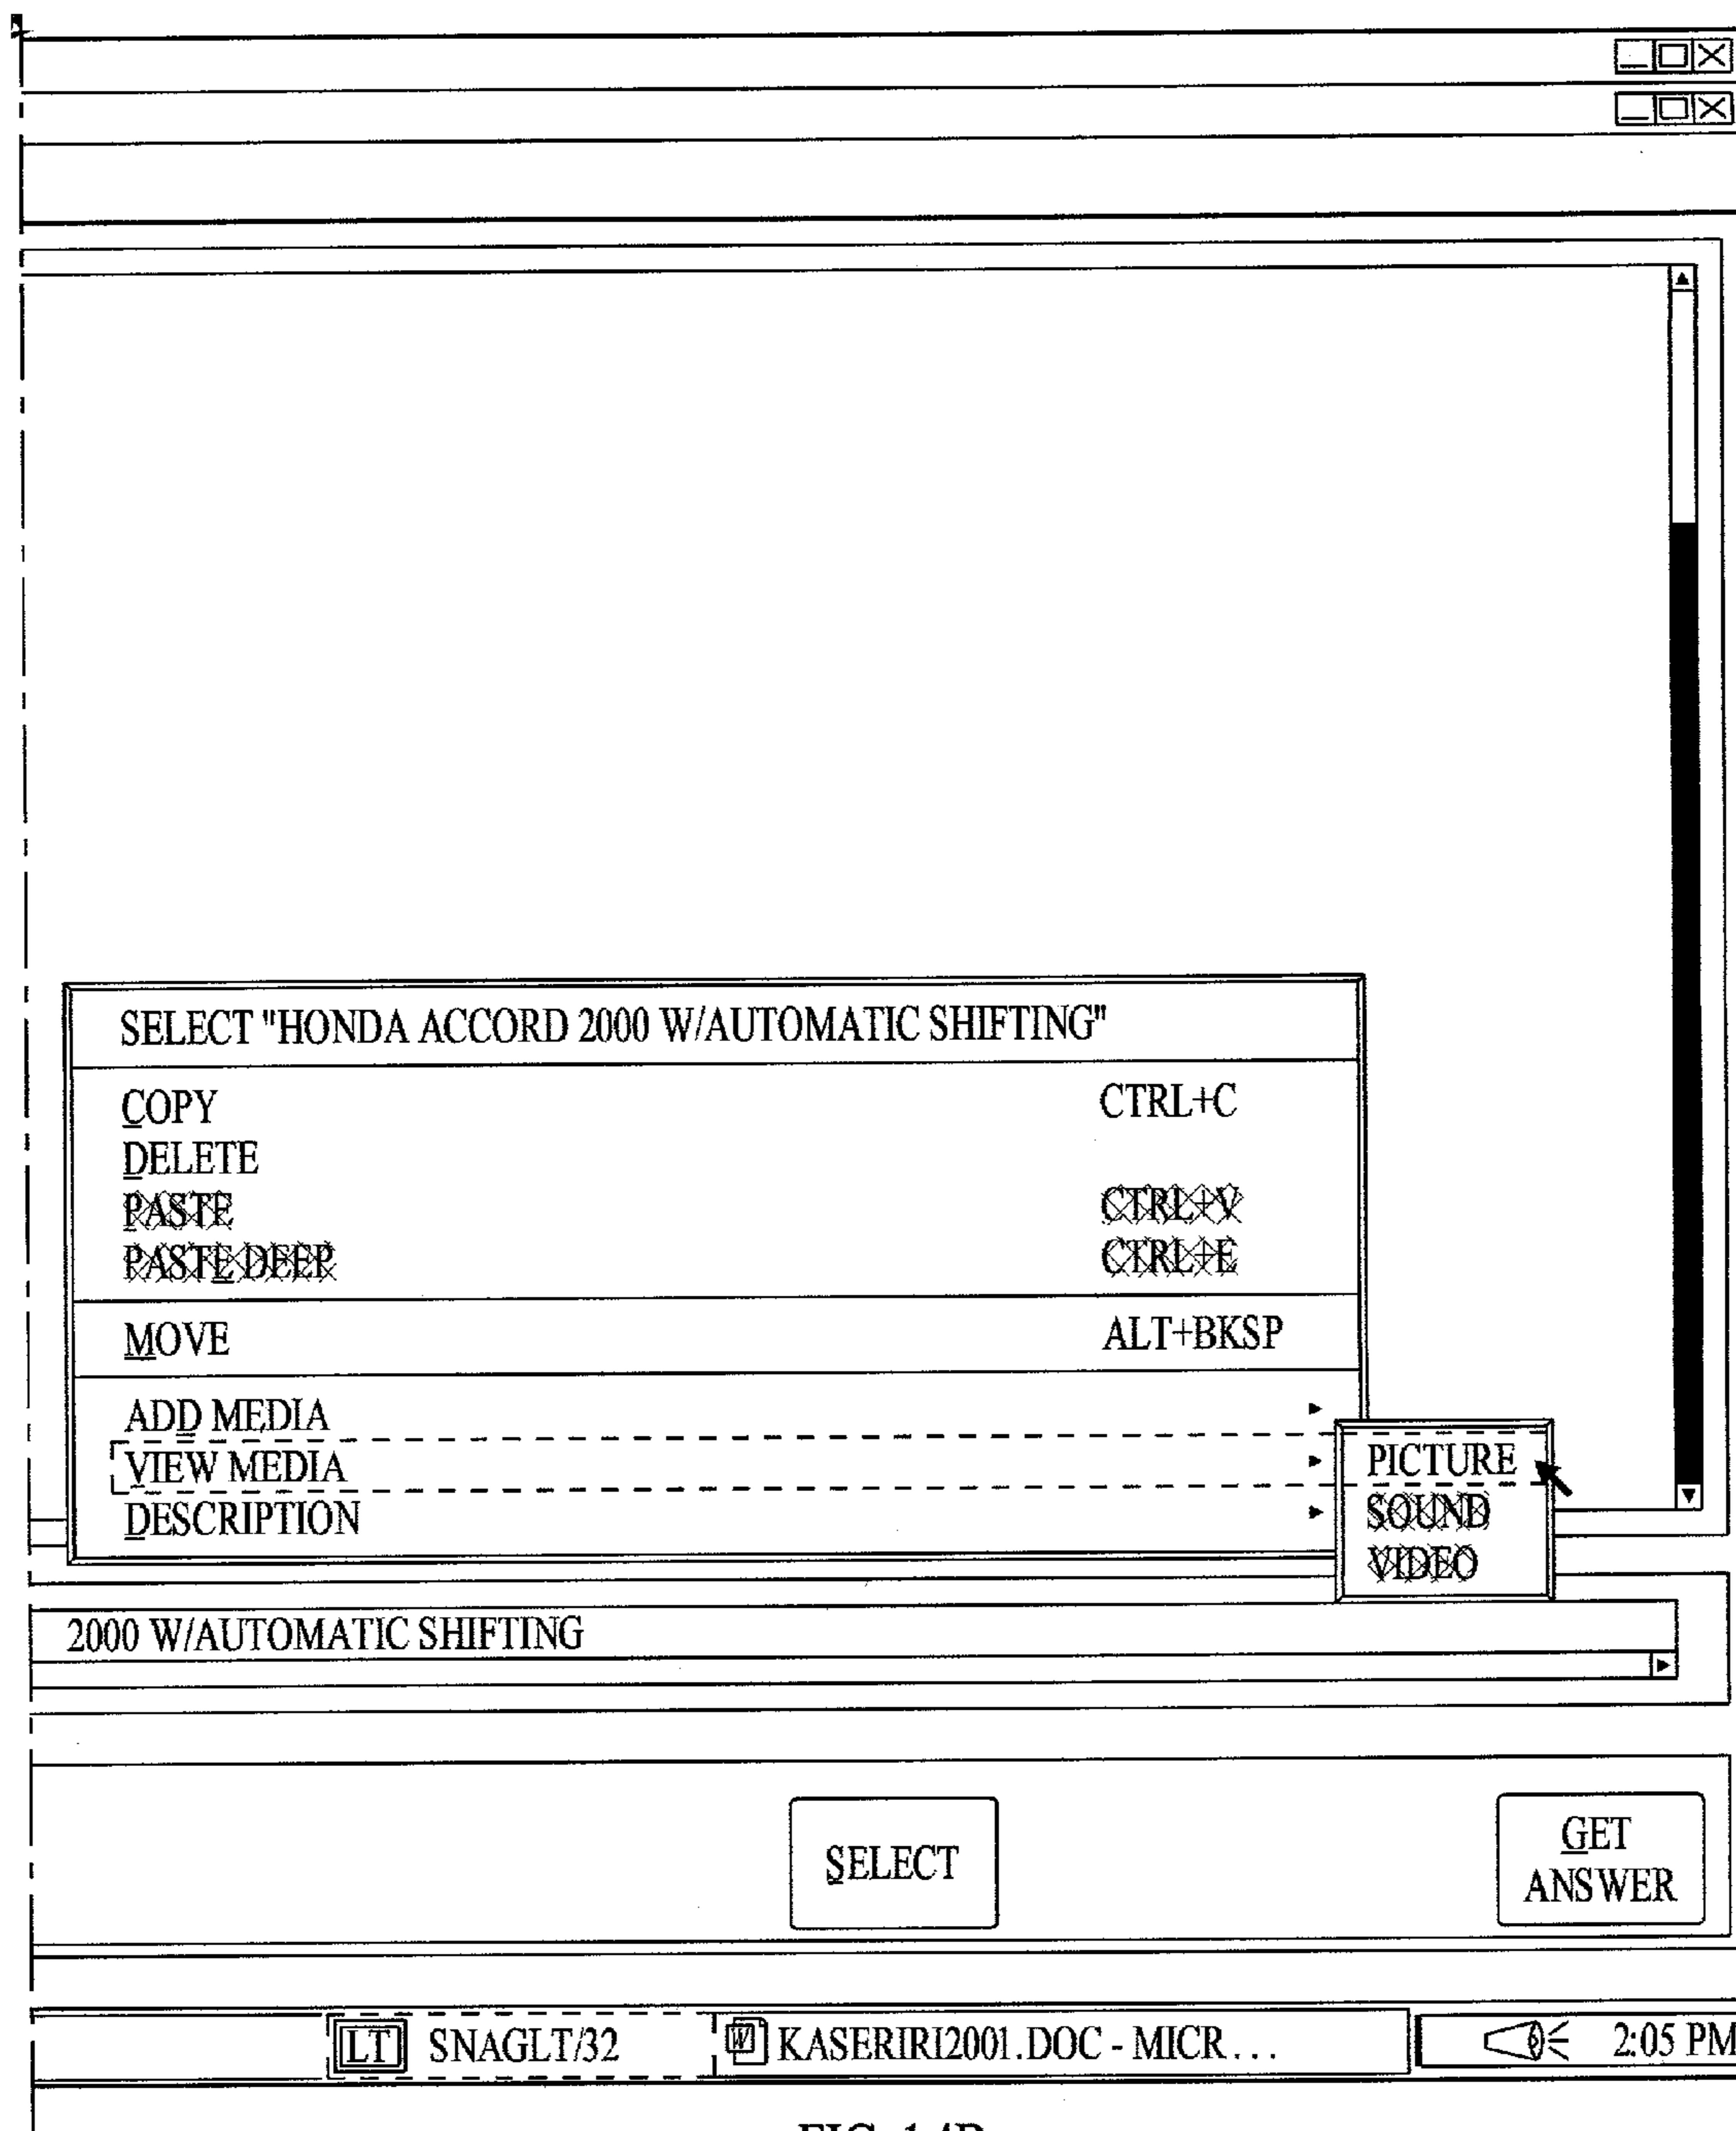 SELECT "HONDA ACCORD 2000 W/AUTOMATIC SHIFTING"
COPY CTRL+C
DELETE
PASTE CTRL+V
PASTE DEEP CTRL+E
MOVE ALT+BKSP
ADD MEDIA
VIEW MEDIA
DESCRIPTION
PICTURE
SOUND
VIDEO
2000 W/AUTOMATIC SHIFTING
SELECT
GET
ANSWER
LT SNAGLT/32 W KASERIRI2001.DOC - MICR... 2:05 PM